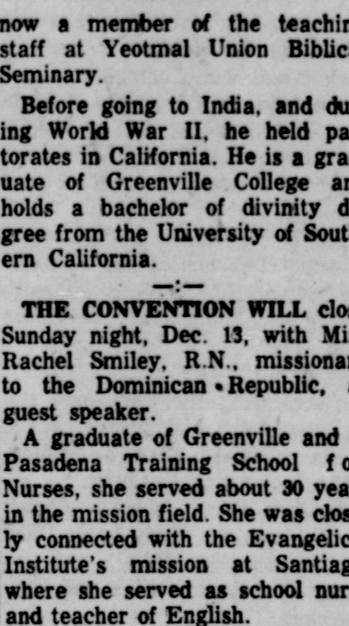 now a member of the teachin
staff at Yeotmal Union Biblic
Seminary.
Before going to India, and du
ing World War II, he held pa
torates in California. He is a gra
uate of Greenville College an
holds a bachelor of divinity d
gree from the University of Sout
ern California.
—:—
THE CONVENTION WILL clo
Sunday night, Dec. 13, with Mi
Rachel Smiley, R.N., missionar
to the Dominican Republic, a
guest speaker.
A graduate of Greenville and
Pasadena Training School fo
Nurses, she served about 30 yea
in the mission field. She was clos
ly connected with the Evangelic
Institute's mission at Santiag
where she served as school nur
and teacher of English.